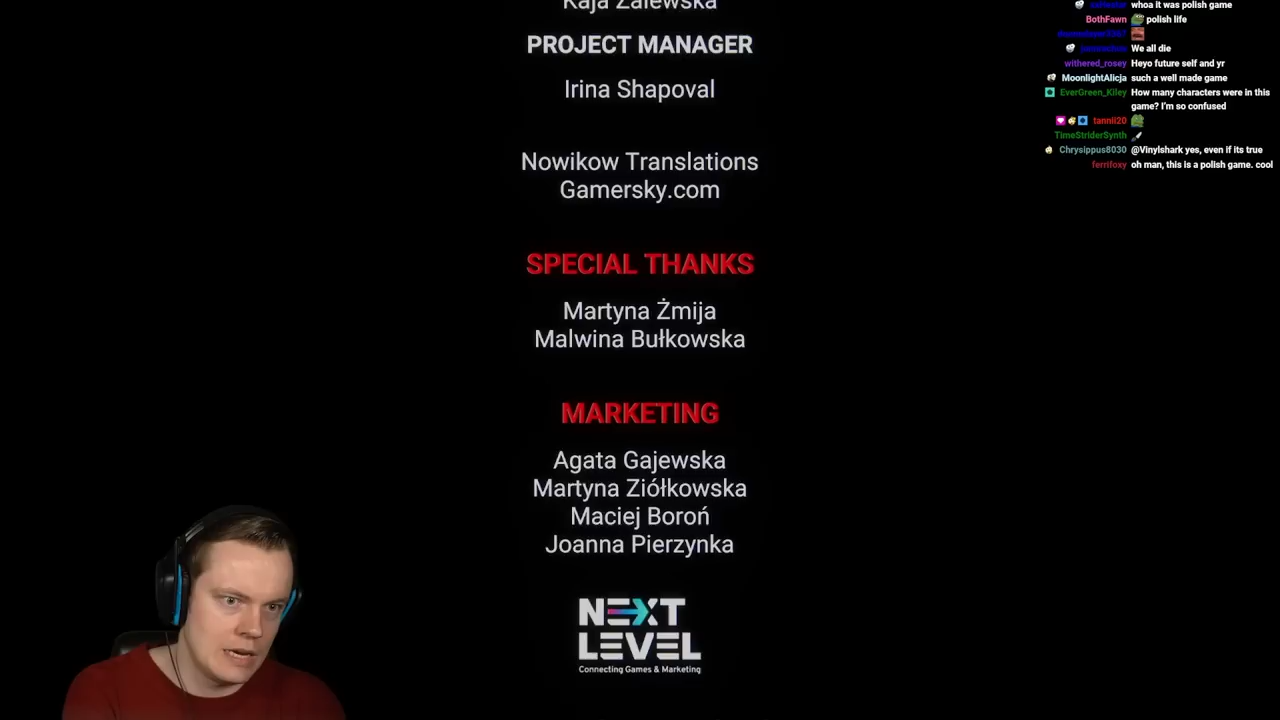 Kaja Zalewska
PROJECT MANAGER
Irina Shapoval
Nowikow Translations
Gamersky.com
SPECIAL THANKS
Martyna Żmija
Malwina Bułkowska
MARKETING
Agata Gajewska
Martyna Ziółkowska
Maciej Boroń
Joanna Pierzynka
NEXT
LEVEL
Connecting Games & Marketing
whoa it was polish game
BothFawn polish life
We all die
withered_rosey Heyo future self and yr
MoonlightAlicja such a well made game
EverGreen_Kiley How many characters were in this
game? I'm so confused
tannii20
TimeStriderSynth
Chrysippus8030 @Vinylshark yes, even if its true
ferrifoxy oh man, this is a polish game. cool